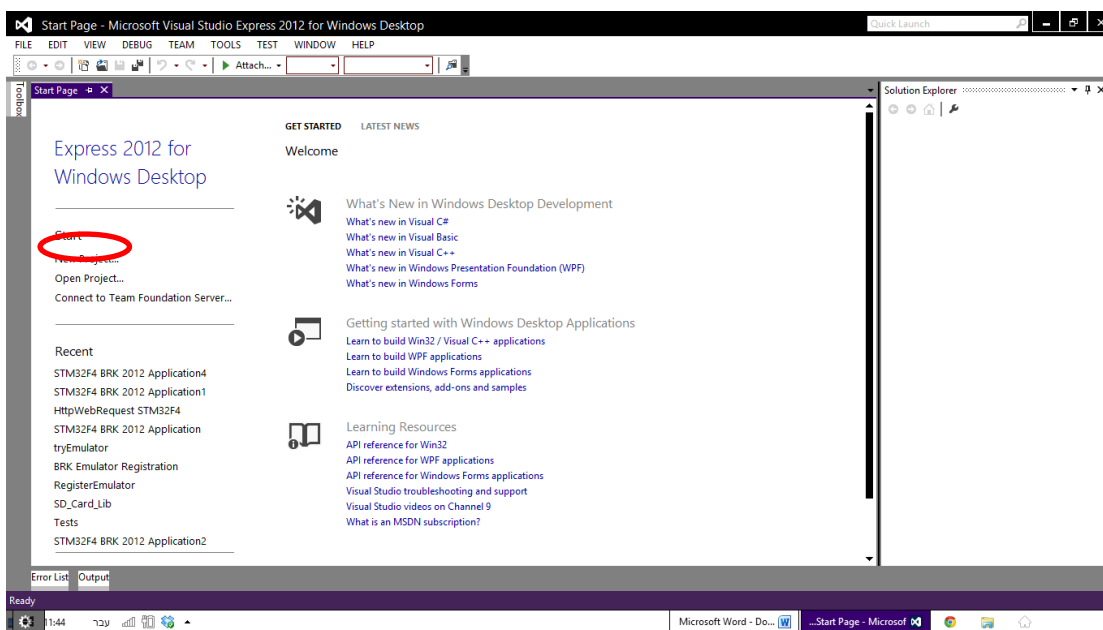 Start Page - Microsoft Visual Studio Express 2012 for Windows Desktop
Quick Launch
FILE EDIT VIEW DEBUG TEAM TOOLS TEST WINDOW HELP
Attach...
Toolbox
Start Page
Solution Explorer
Express 2012 for
Windows Desktop
Start
New Project...
Open Project...
Connect to Team Foundation Server...
Recent
STM32F4 BRK 2012 Application4
STM32F4 BRK 2012 Application1
HttpWebRequest STM32F4
STM32F4 BRK 2012 Application
tryEmulator
BRK Emulator Registration
RegisterEmulator
SD_Card_Lib
Tests
STM32F4 BRK 2012 Application2
GET STARTED LATEST NEWS
Welcome
What's New in Windows Desktop Development
What's new in Visual C#
What's new in Visual Basic
What's new in Visual C++
What's new in Windows Presentation Foundation (WPF)
What's new in Windows Forms
Getting started with Windows Desktop Applications
Learn to build Win32 / Visual C++ applications
Learn to build WPF applications
Learn to build Windows Forms applications
Discover extensions, add-ons and samples
Learning Resources
API reference for Win32
API reference for WPF applications
API reference for Windows Forms applications
Visual Studio troubleshooting and support
Visual Studio videos on Channel 9
What is an MSDN subscription?
Error List Output
Ready
11:44 עבר
Microsoft Word - Do...
...Start Page - Microsof